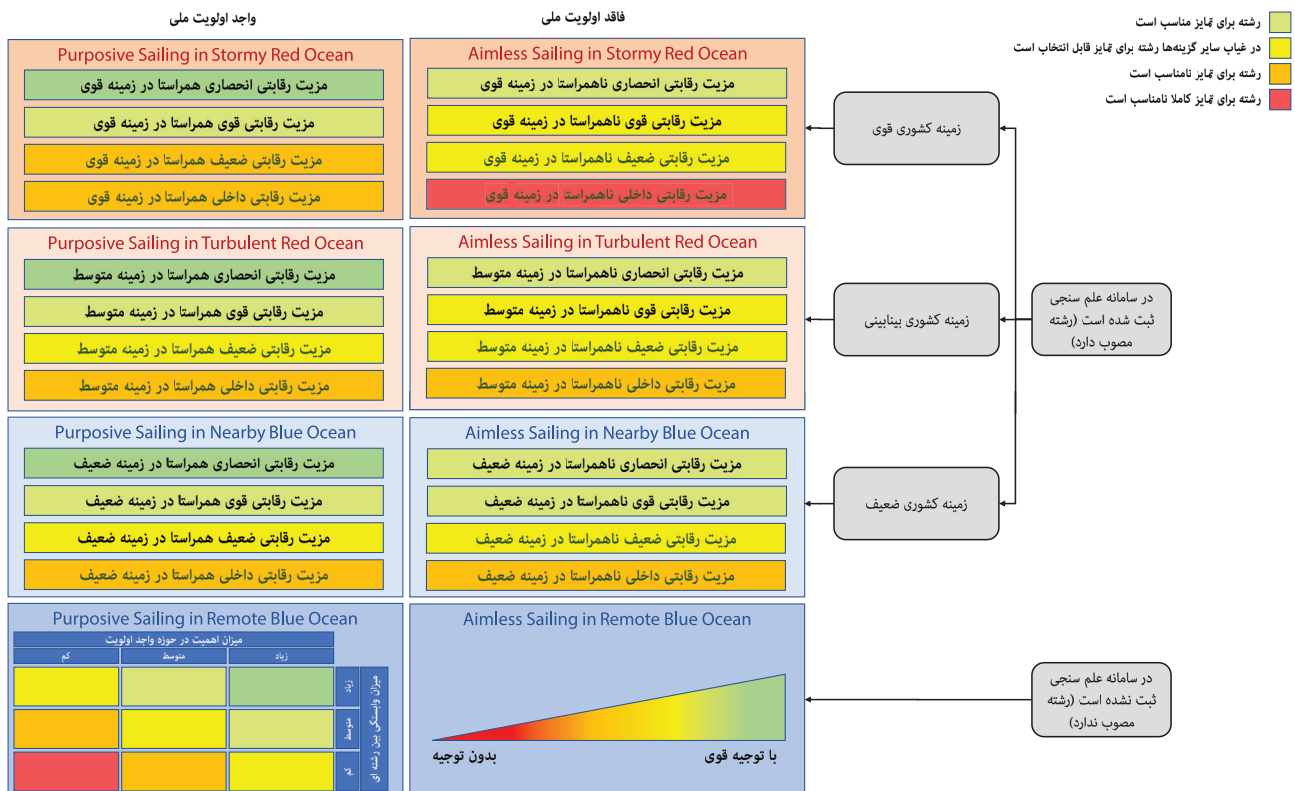 رشته برای تمایز مناسب است
در غیاب سایر گزینه‌ها رشته برای تمایز قابل انتخاب است
رشته برای تمایز نامناسب است
رشته برای تمایز کاملا نامناسب است
فاقد اولویت ملی
واجد اولویت ملی
در سامانه علم سنجی
ثبت شده است (رشته
مصوب دارد)
زمینه کشوری قوی
Aimless Sailing in Stormy Red Ocean
مزیت رقابتی انحصاری ناهمراستا در زمینه قوی
مزیت رقابتی قوی ناهمراستا در زمینه قوی
مزیت رقابتی ضعیف ناهمراستا در زمینه قوی
مزیت رقابتی داخلی ناهمراستا در زمینه قوی
Purposive Sailing in Stormy Red Ocean
مزیت رقابتی انحصاری همراستا در زمینه قوی
مزیت رقابتی قوی همراستا در زمینه قوی
مزیت رقابتی ضعیف همراستا در زمینه قوی
مزیت رقابتی داخلی همراستا در زمینه قوی
زمینه کشوری بینابینی
Aimless Sailing in Turbulent Red Ocean
مزیت رقابتی انحصاری ناهمراستا در زمینه متوسط
مزیت رقابتی قوی ناهمراستا در زمینه متوسط
مزیت رقابتی ضعیف ناهمراستا در زمینه متوسط
مزیت رقابتی داخلی ناهمراستا در زمینه متوسط
Purposive Sailing in Turbulent Red Ocean
مزیت رقابتی انحصاری همراستا در زمینه متوسط
مزیت رقابتی قوی همراستا در زمینه متوسط
مزیت رقابتی ضعیف همراستا در زمینه متوسط
مزیت رقابتی داخلی همراستا در زمینه متوسط
زمینه کشوری ضعیف
Aimless Sailing in Nearby Blue Ocean
مزیت رقابتی انحصاری ناهمراستا در زمینه ضعیف
مزیت رقابتی قوی ناهمراستا در زمینه ضعیف
مزیت رقابتی ضعیف ناهمراستا در زمینه ضعیف
مزیت رقابتی داخلی ناهمراستا در زمینه ضعیف
Purposive Sailing in Nearby Blue Ocean
مزیت رقابتی انحصاری همراستا در زمینه ضعیف
مزیت رقابتی قوی همراستا در زمینه ضعیف
مزیت رقابتی ضعیف همراستا در زمینه ضعیف
مزیت رقابتی داخلی همراستا در زمینه ضعیف
در سامانه علم سنجی
ثبت نشده است (رشته
مصوب ندارد)
Aimless Sailing in Remote Blue Ocean
با توجیه قوی
بدون توجیه
Purposive Sailing in Remote Blue Ocean
میزان اهمیت در حوزه واجد اولویت
زیاد
متوسط
کم
میزان وابستگی بین رشته ای
زیاد
متوسط
کم